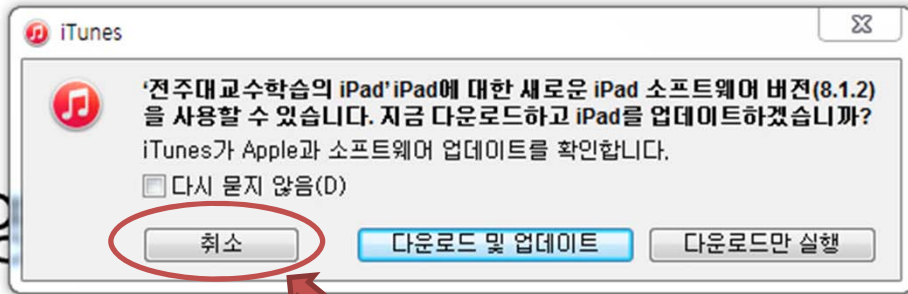 iTunes
'전주대교수학습의 iPad' iPad에 대한 새로운 iPad 소프트웨어 버전(8.1.2)
을 사용할 수 있습니다. 지금 다운로드하고 iPad를 업데이트하겠습니까?
iTunes가 Apple과 소프트웨어 업데이트를 확인합니다.
다시 묻지 않음(D)
취소 다운로드 및 업데이트 다운로드만 실행